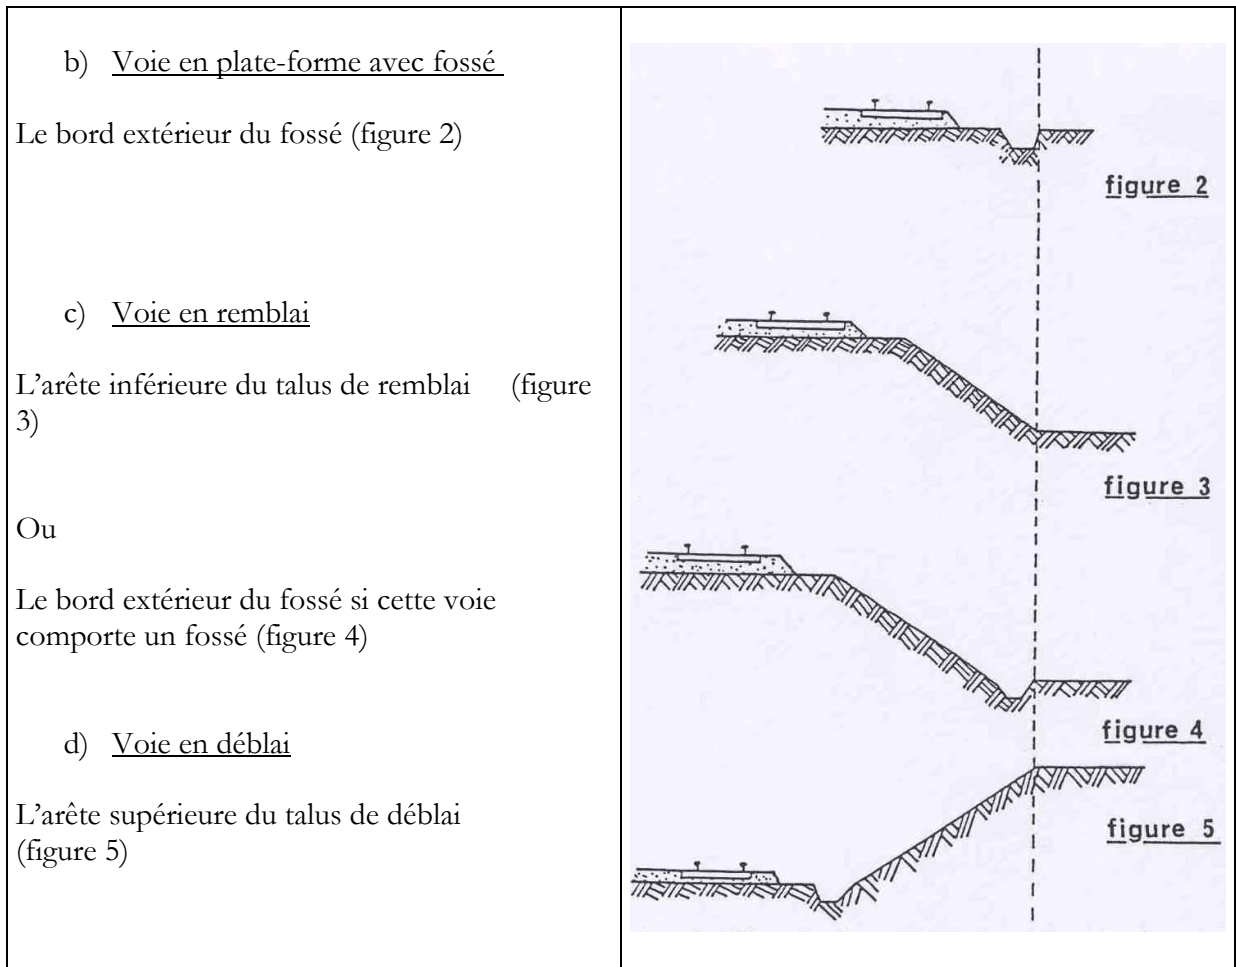 b) Voie en plate-forme avec fossé
Le bord extérieur du fossé (figure 2)
c) Voie en remblai
L’arête inférieure du talus de remblai (figure
3)
Ou
Le bord extérieur du fossé si cette voie
comporte un fossé (figure 4)
d) Voie en déblai
L’arête supérieure du talus de déblai
(figure 5)
figure 2
figure 3
figure 4
figure 5